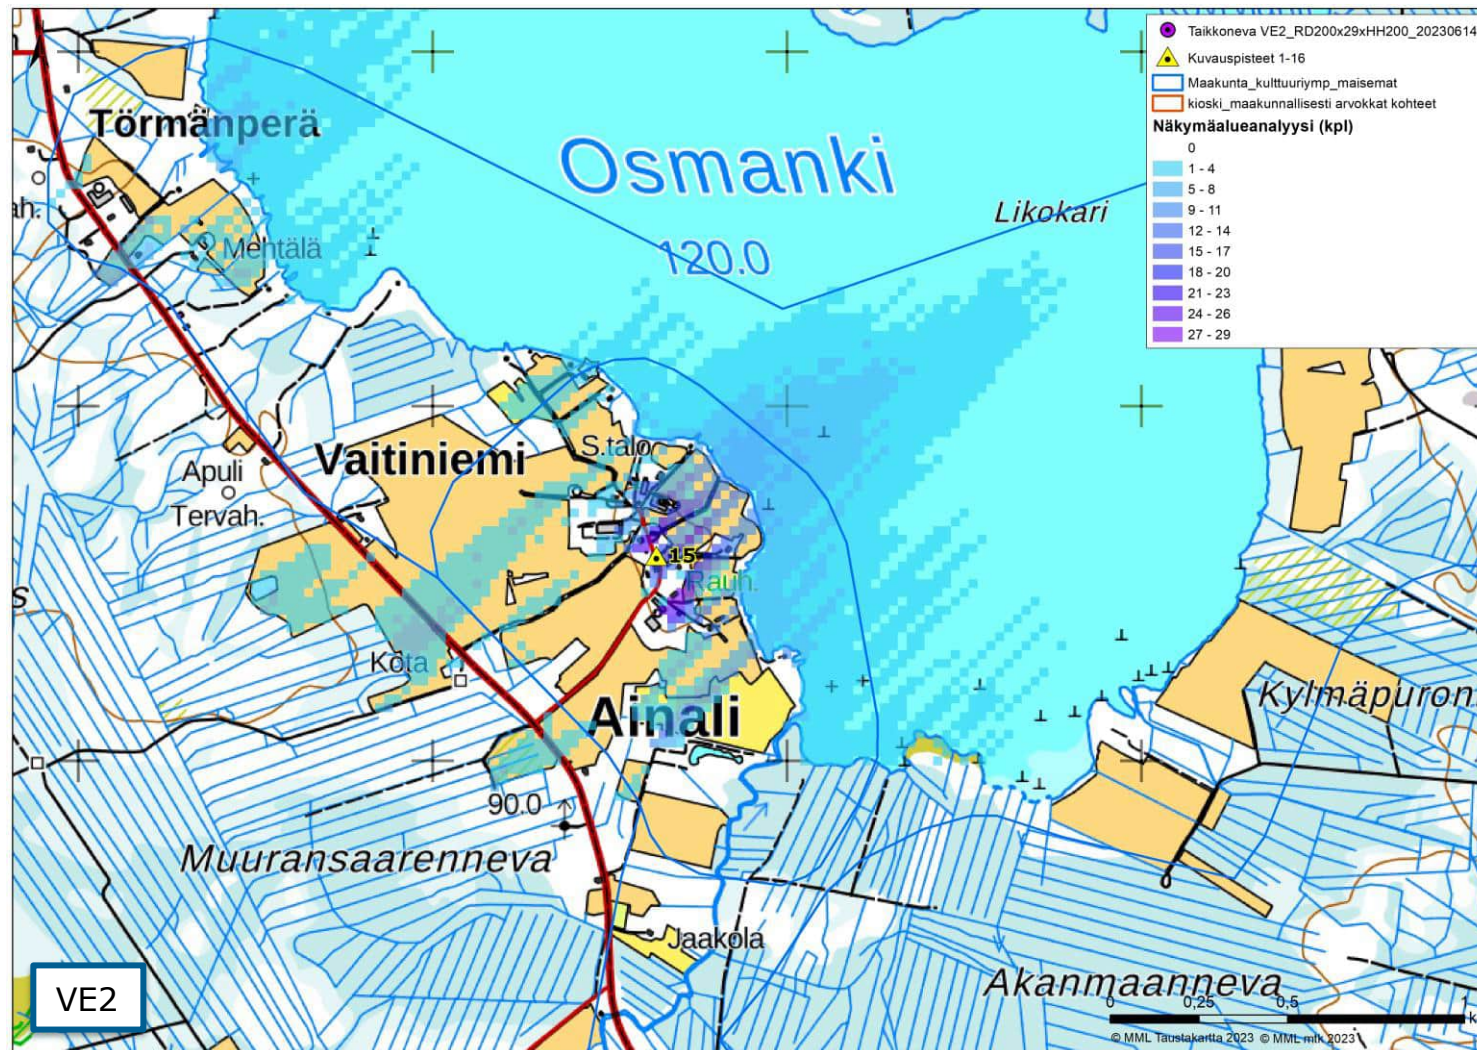 Taikkoneva VE2_RD200x29xHH200_20230614
Kuvauspisteet 1-16
Maakunta_kulttuuriymp_maisemat
kioski_maakunnallisesti arvokkat kohteet
Näkymäalueanalyysi (kpl)
0
1 - 4
5 - 8
9 - 11
12 - 14
15 - 17
18 - 20
21 - 23
24 - 26
27 - 29
Törmänperä
Osmanki
120.0
Likokari
ah.
Mehtälä
Vaitiniemi
S.talo
Apuli
Tervah.
15
Rauh.
s
Kota
Ainali
Kylmäpuron
90.0
Muuransaarenneva
Jaakola
Akanmaanneva
VE2
0 0,25 0,5 1
k
© MML Taustakartta 2023 © MML mtk 2023